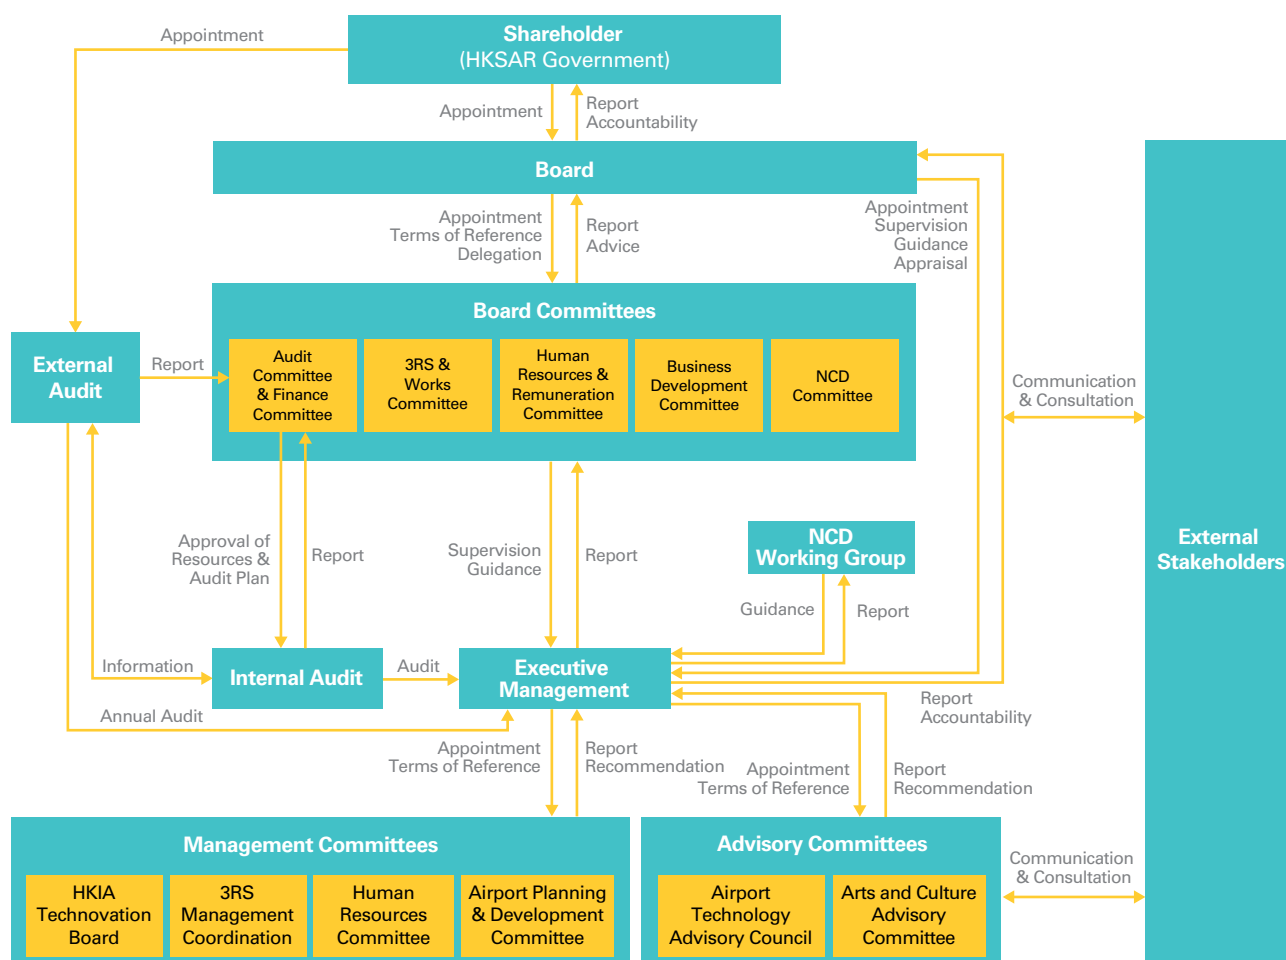 Shareholder
(HKSAR Government)
Appointment
Appointment
Report
Accountability
Board
Appointment
Terms of Reference
Delegation
Report
Advice
Appointment
Supervision
Guidance
Appraisal
Board Committees
External
Audit
Report
Audit
Committee
& Finance
Committee
3RS &
Works
Committee
Human
Resources &
Remuneration
Committee
Business
Development
Committee
NCD
Committee
Communication
& Consultation
External
Stakeholders
Approval of
Resources &
Audit Plan
Report
Supervision
Guidance
Report
NCD
Working Group
Guidance
Report
Information
Internal Audit
Audit
Executive
Management
Annual Audit
Report
Accountability
Appointment
Terms of Reference
Report
Recommendation
Appointment
Terms of Reference
Report
Recommendation
Management Committees
HKIA
Technovation
Board
3RS
Management
Coordination
Human
Resources
Committee
Airport Planning
& Development
Committee
Advisory Committees
Airport
Technology
Advisory Council
Arts and Culture
Advisory
Committee
Communication
& Consultation